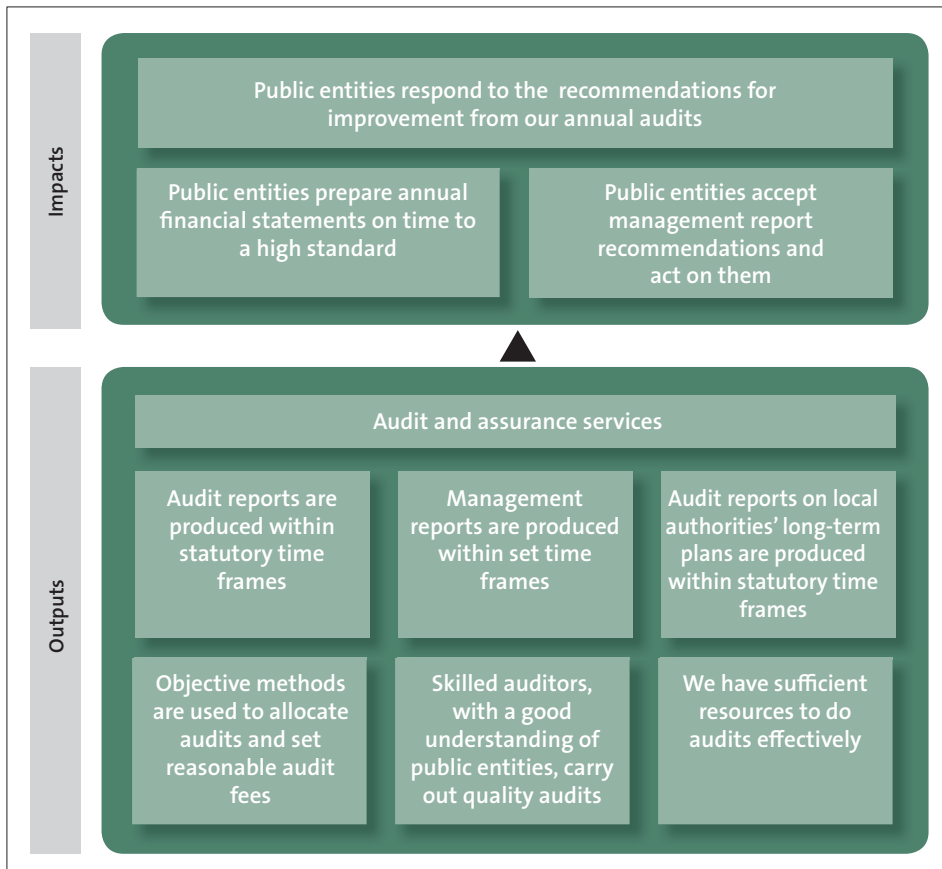 Impacts
Public entities respond to the recommendations for
improvement from our annual audits
Public entities prepare annual
financial statements on time to
a high standard
Public entities accept
management report
recommendations and
act on them
Outputs
Audit and assurance services
Audit reports are
produced within
statutory time
frames
Management
reports are produced
within set time
frames
Audit reports on local
authorities’ long-term
plans are produced
within statutory time
frames
Objective methods
are used to allocate
audits and set
reasonable audit
fees
Skilled auditors,
with a good
understanding of
public entities, carry
out quality audits
We have sufficient
resources to do
audits effectively